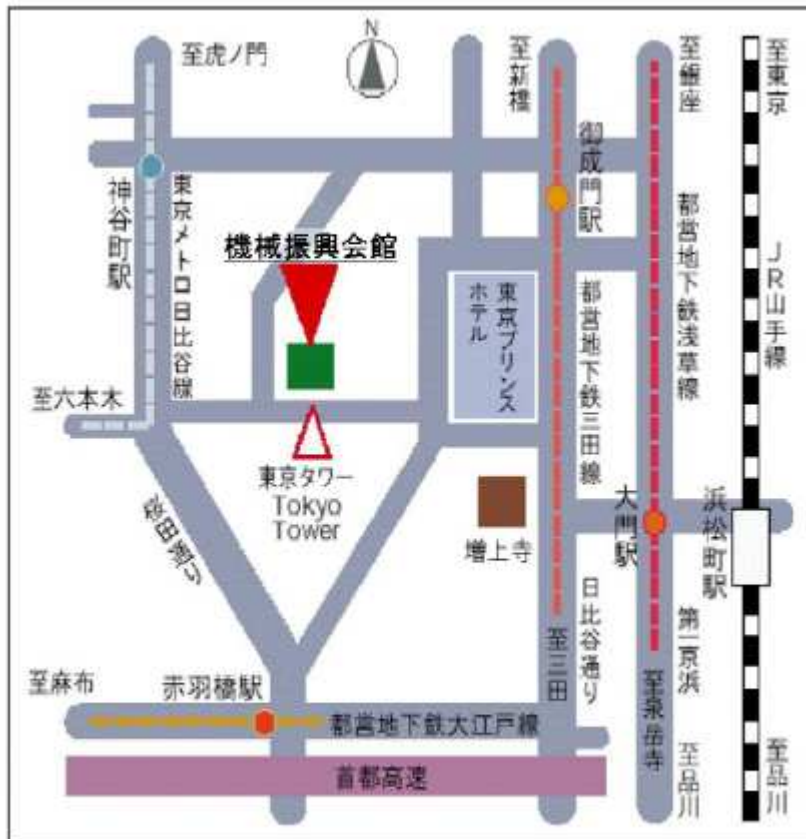 N
至虎ノ門
至新橋
至銀座
至東京
神谷町駅
東京メトロ日比谷線
御成門駅
都営地下鉄浅草線
JR山手線
機械振興会館
東京プリンス
ホテル
都営地下鉄三田線
至六本木
東京タワー
Tokyo
Tower
増上寺
大門駅
浜松町駅
桜田通り
日比谷通り
第一京浜
至三田
至泉岳寺
至麻布
赤羽橋駅
都営地下鉄大江戸線
首都高速
至品川
至品川